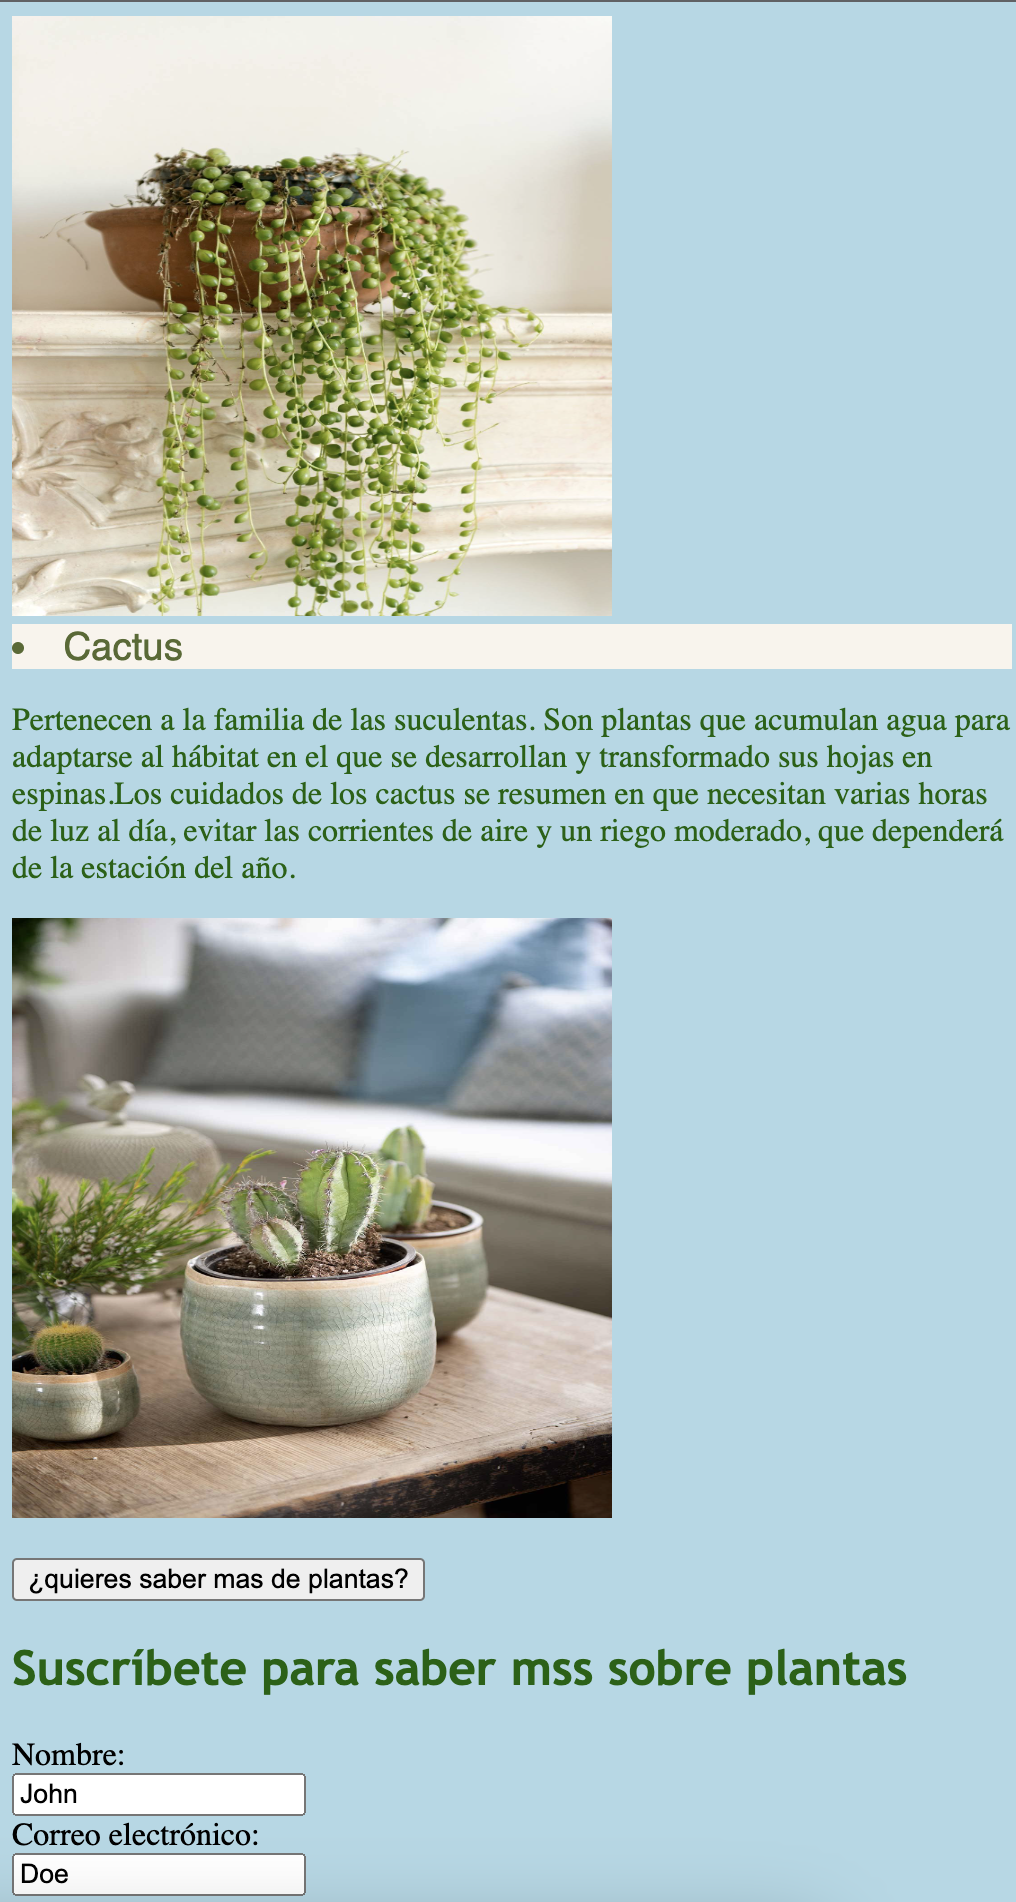 Cactus
Pertenecen a la familia de las suculentas. Son plantas que acumulan agua para
adaptarse al hábitat en el que se desarrollan y transformado sus hojas en
espinas.Los cuidados de los cactus se resumen en que necesitan varias horas
de luz al día, evitar las corrientes de aire y un riego moderado, que dependerá
de la estación del año.
¿quieres saber mas de plantas?
Suscríbete para saber mss sobre plantas
Nombre:
John
Correo electrónico:
Doe